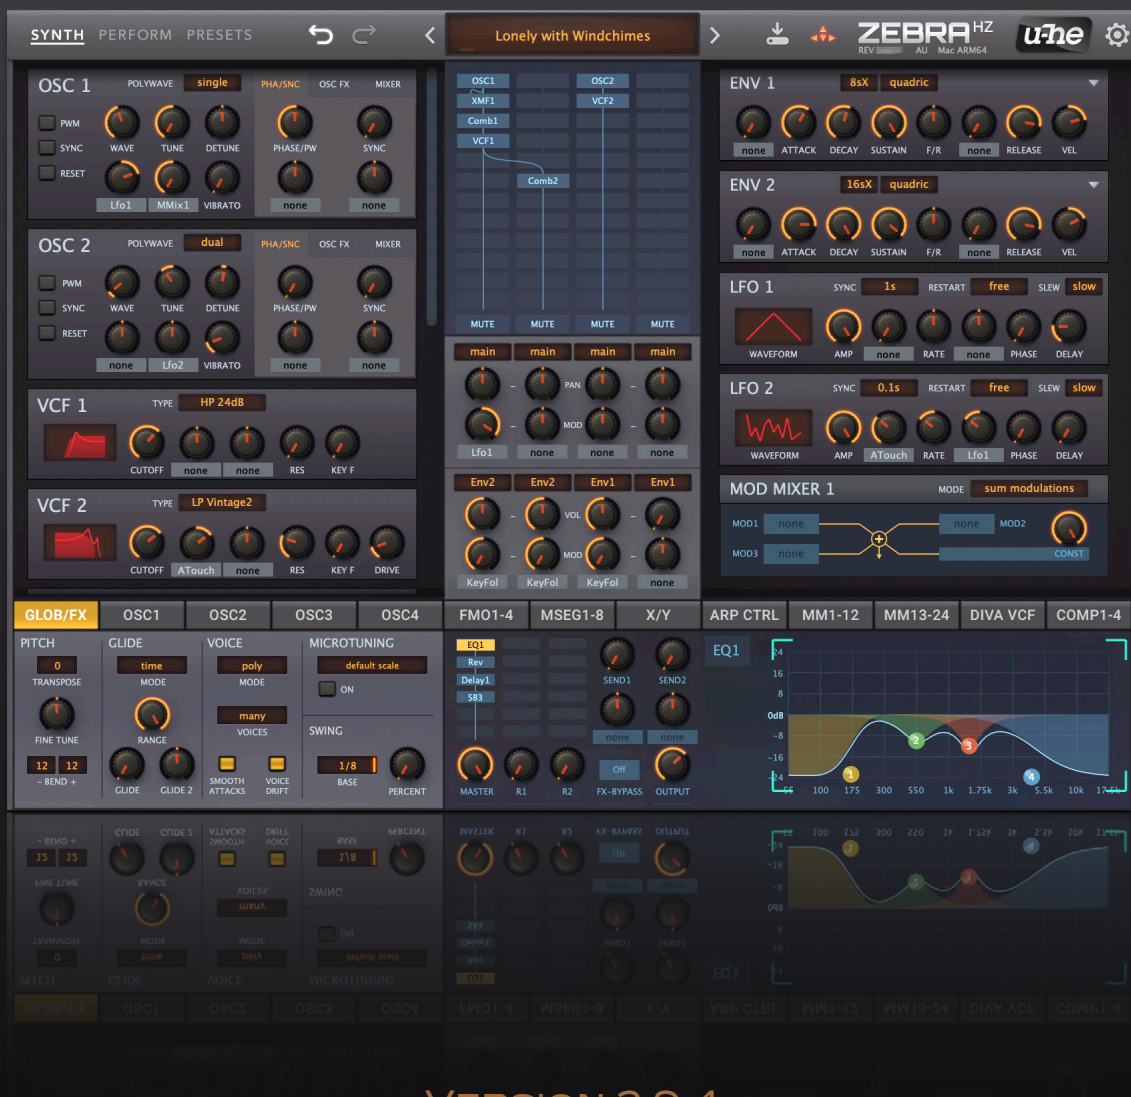 SYNTH PERFORM PRESETS
Lonely with Windchimes
ZEBRA HZ
REV AU Mac ARM64
u-he
OSC 1 POLYWAVE single PHA/SNC OSC FX MIXER
PWM
SYNC
RESET
WAVE TUNE DETUNE PHASE/PW SYNC
Lfo1 MMix1 VIBRATO none none
OSC 2 POLYWAVE dual PHA/SNC OSC FX MIXER
PWM
SYNC
RESET
WAVE TUNE DETUNE PHASE/PW SYNC
none Lfo2 VIBRATO none none
VCF 1 TYPE HP 24dB
CUTOFF none none RES KEY F
VCF 2 TYPE LP Vintage2
CUTOFF ATouch none RES KEY F DRIVE
OSC1 OSC2
XMF1 VCF2
Comb1
VCF1
Comb2
MUTE MUTE MUTE MUTE
main main main main
PAN
MOD
Lfo1 none none none
Env2 Env2 Env1 Env1
VOL
MOD
KeyFol KeyFol KeyFol none
ENV 1 8sX quadric
none ATTACK DECAY SUSTAIN F/R none RELEASE VEL
ENV 2 16sX quadric
none ATTACK DECAY SUSTAIN F/R none RELEASE VEL
LFO 1 SYNC 1s RESTART free SLEW slow
WAVEFORM AMP none RATE none PHASE DELAY
LFO 2 SYNC 0.1s RESTART free SLEW slow
WAVEFORM AMP ATouch RATE Lfo1 PHASE DELAY
MOD MIXER 1 MODE sum modulations
MOD1 none none MOD2
MOD3 none CONST
GLOB/FX OSC1 OSC2 OSC3 OSC4 FMO1-4 MSEG1-8 X/Y ARP CTRL MM1-12 MM13-24 DIVA VCF COMP1-4
PITCH
0
TRANSPOSE
FINE TUNE
12 12
- BEND +
GLIDE
time
MODE
RANGE
GLIDE GLIDE 2
VOICE
poly
MODE
many
VOICES
SMOOTH ATTACKS
VOICE DRIFT
MICROTUNING
default scale
ON
SWING
1/8
BASE PERCENT
EQ1
Rev
Delay1
SB3
SEND1 SEND2
none none
Off
MASTER R1 R2 FX-BYPASS OUTPUT
EQ1
24
16
8
0dB
-8
-16
-24
1 2 3 4
55 100 175 300 550 1k 1.75k 3k 5.5k 10k 17.5k